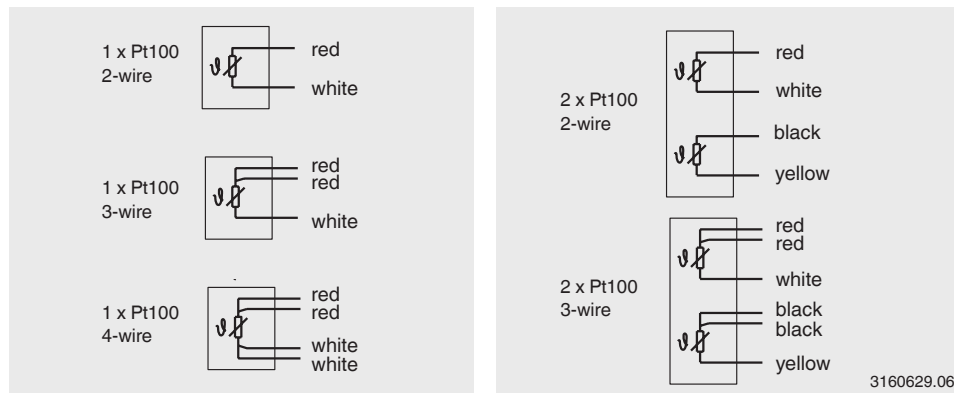 1 x Pt100
2-wire
red
white
1 x Pt100
3-wire
red
red
white
1 x Pt100
4-wire
red
red
white
white
2 x Pt100
2-wire
red
white
black
yellow
2 x Pt100
3-wire
red
red
white
black
black
yellow
3160629.06